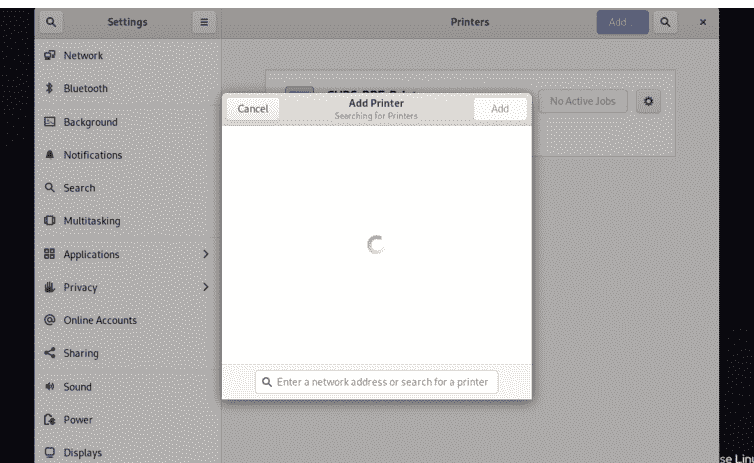 Settings
Printers
Add...
Network
Bluetooth
Background
Notifications
Search
Multitasking
Applications
Privacy
Online Accounts
Sharing
Sound
Power
Displays
No Active Jobs
Cancel
Add Printer
Searching for Printers
Add
Enter a network address or search for a printer